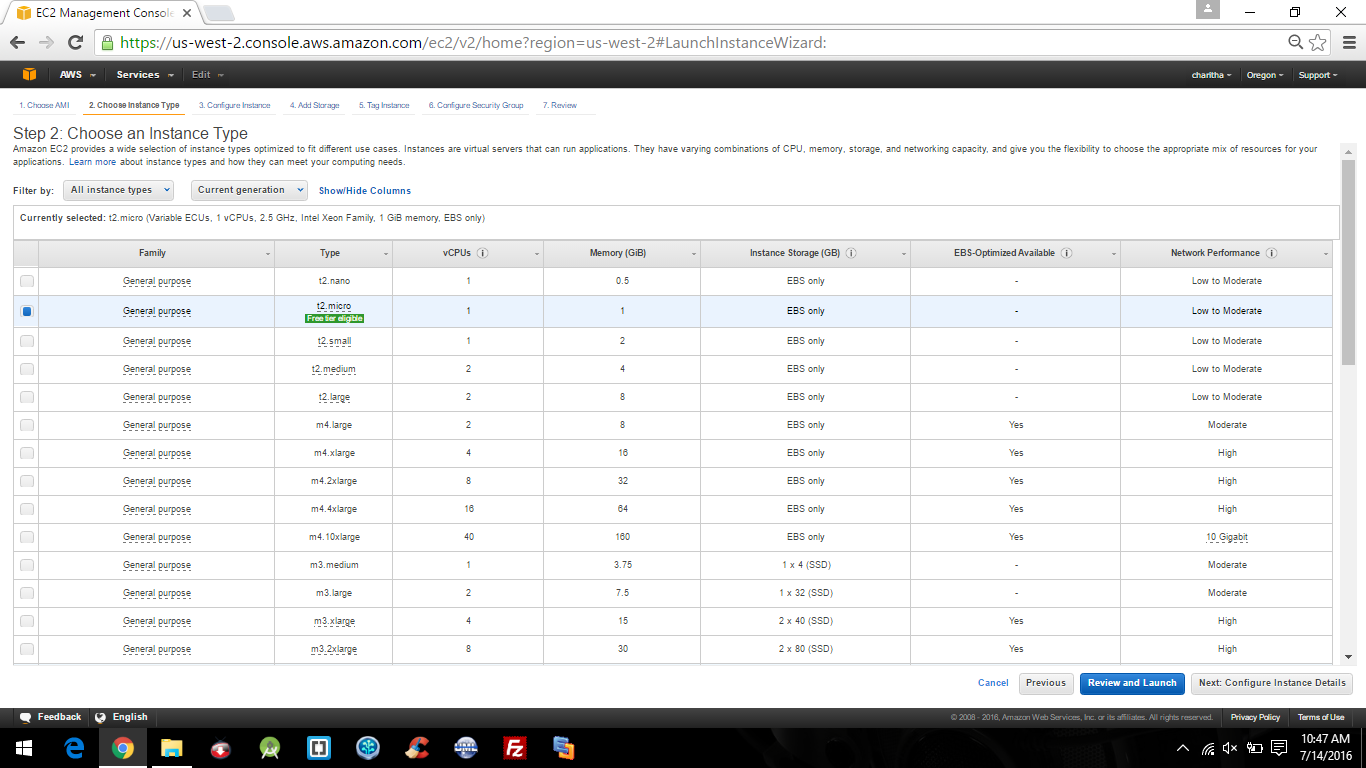 EC2 Management Console
https://us-west-2.console.aws.amazon.com/ec2/v2/home?region=us-west-2#LaunchInstanceWizard:
AWS Services Edit charitha Oregon Support
1. Choose AMI 2. Choose Instance Type 3. Configure Instance 4. Add Storage 5. Tag Instance 6. Configure Security Group 7. Review
Step 2: Choose an Instance Type
Amazon EC2 provides a wide selection of instance types optimized to fit different use cases. Instances are virtual servers that can run applications. They have varying combinations of CPU, memory, storage, and networking capacity, and give you the flexibility to choose the appropriate mix of resources for your
applications. Learn more about instance types and how they can meet your computing needs.
Filter by: All instance types Current generation Show/Hide Columns
Currently selected: t2.micro (Variable ECUs, 1 vCPUs, 2.5 GHz, Intel Xeon Family, 1 GiB memory, EBS only)
Family Type vCPUs Memory (GiB) Instance Storage (GB) EBS-Optimized Available Network Performance
General purpose t2.nano 1 0.5 EBS only - Low to Moderate
General purpose t2.micro 1 1 EBS only - Low to Moderate
Free tier eligible
General purpose t2.small 1 2 EBS only - Low to Moderate
General purpose t2.medium 2 4 EBS only - Low to Moderate
General purpose t2.large 2 8 EBS only - Low to Moderate
General purpose m4.large 2 8 EBS only Yes Moderate
General purpose m4.xlarge 4 16 EBS only Yes High
General purpose m4.2xlarge 8 32 EBS only Yes High
General purpose m4.4xlarge 16 64 EBS only Yes High
General purpose m4.10xlarge 40 160 EBS only Yes 10 Gigabit
General purpose m3.medium 1 3.75 1 x 4 (SSD) - Moderate
General purpose m3.large 2 7.5 1 x 32 (SSD) - Moderate
General purpose m3.xlarge 4 15 2 x 40 (SSD) Yes High
General purpose m3.2xlarge 8 30 2 x 80 (SSD) Yes High
Cancel Previous Review and Launch Next: Configure Instance Details
Feedback English © 2008 - 2016, Amazon Web Services, Inc. or its affiliates. All rights reserved. Privacy Policy Terms of Use
10:47 AM
7/14/2016